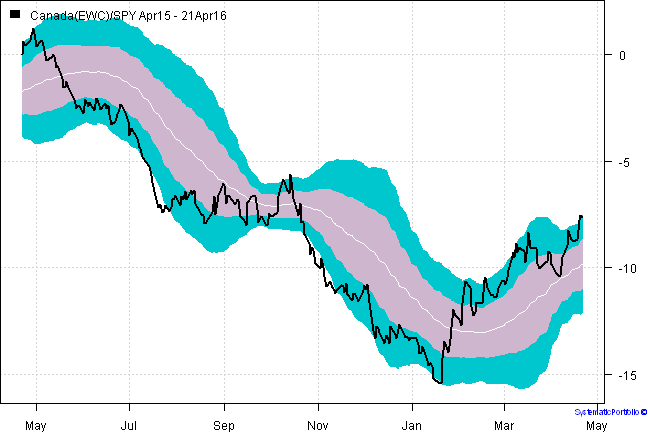 Canada(EWC)/SPY Apr15 - 21Apr16
0
-5
-10
-15
SystematicPortfolio ©
May Jul Sep Nov Jan Mar May